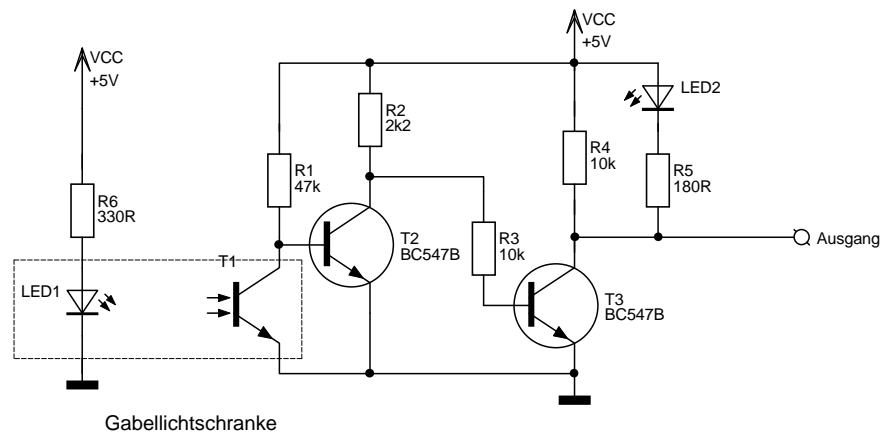 VCC
+5V
VCC
+5V
LED2
R2
2k2
R4
10k
R1
47k
R5
180R
R6
330R
T2
BC547B
R3
10k
Ausgang
T1
LED1
T3
BC547B
Gabellichtschranke